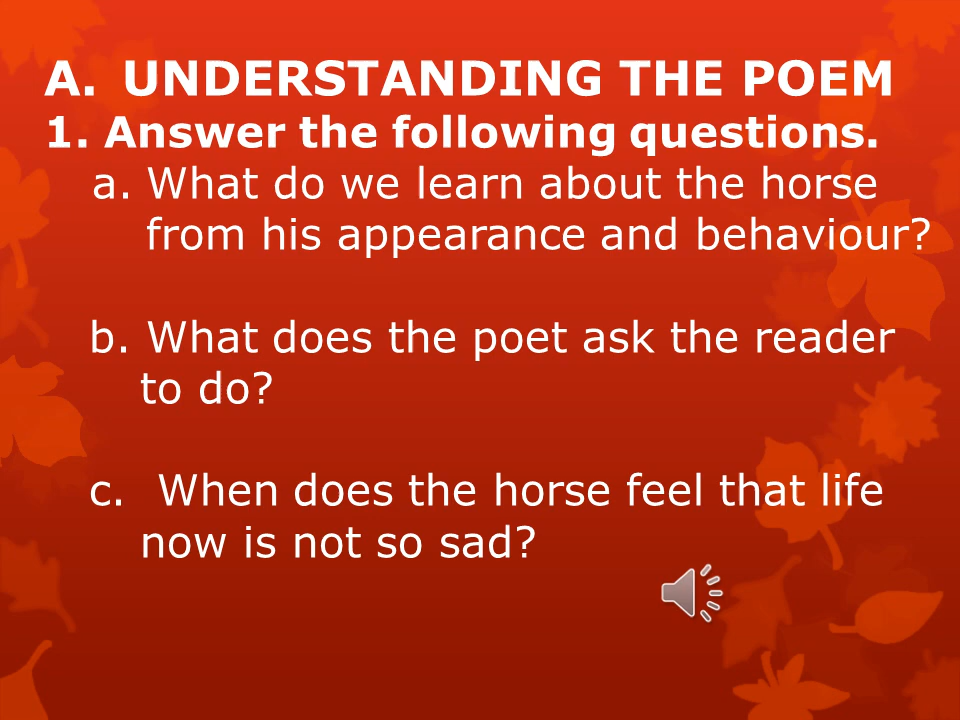 A. UNDERSTANDING THE POEM
1. Answer the following questions.
a. What do we learn about the horse
from his appearance and behaviour?
b. What does the poet ask the reader
to do?
c. When does the horse feel that life
now is not so sad?